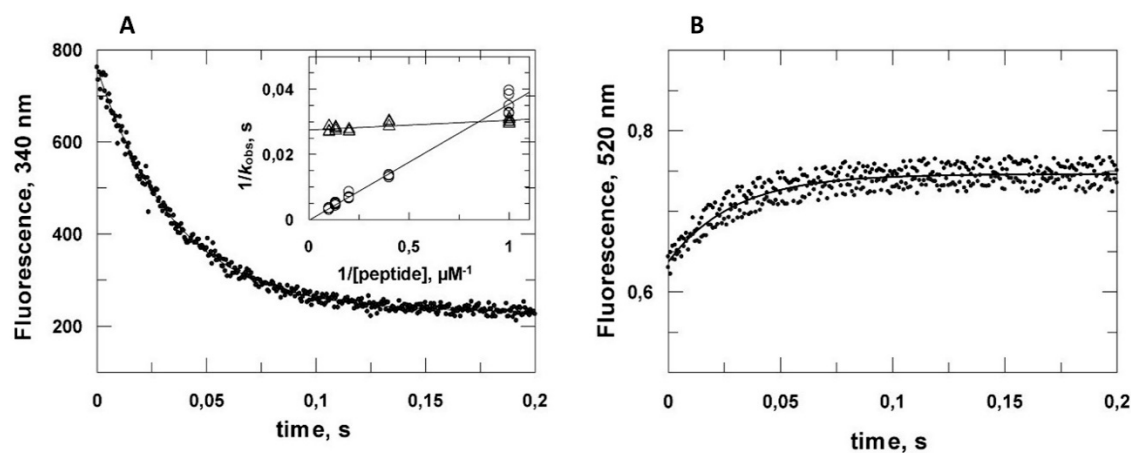 A
Fluorescence, 340 nm
800
600
400
200
0
0,05
0,1
0,15
0,2
time, s
1/kobs, s
0,04
0,02
0
0
0,5
1
1/[peptide], µM-1
B
Fluorescence, 520 nm
0,8
0,6
0
0,05
0,1
0,15
0,2
time, s